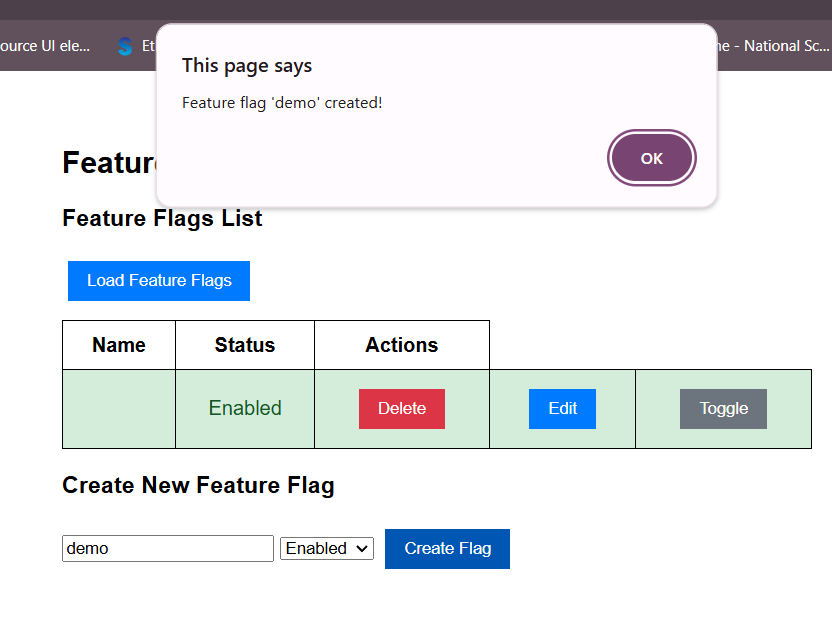 ource UI ele...
Et
ne - National Sc...
This page says
Feature flag 'demo' created!
OK
Featur
Feature Flags List
Load Feature Flags
Name Status Actions
Enabled Delete Edit Toggle
Create New Feature Flag
demo Enabled Create Flag